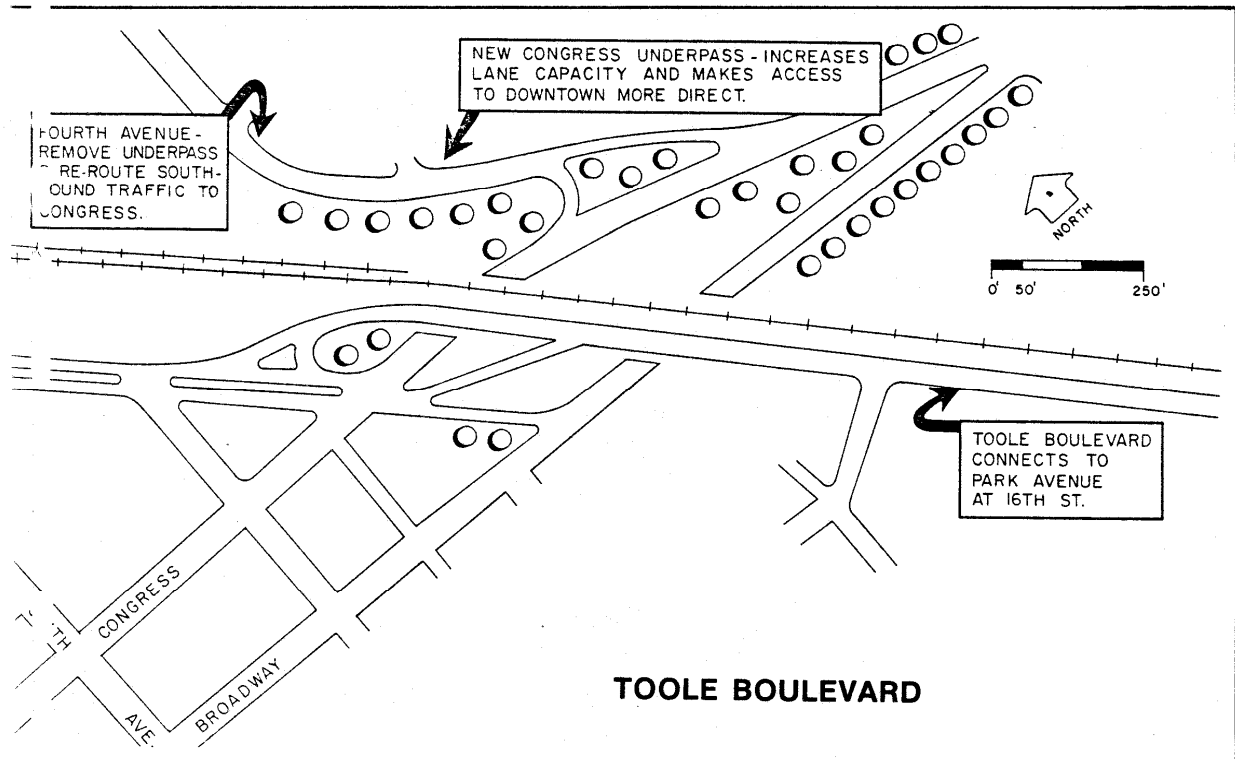 NEW CONGRESS UNDERPASS - INCREASES
LANE CAPACITY AND MAKES ACCESS
TO DOWNTOWN MORE DIRECT.
FOURTH AVENUE-
REMOVE UNDERPASS
RE-ROUTE SOUTH-
OUND TRAFFIC TO
CONGRESS.
NORTH
0' 50' 250'
TOOLE BOULEVARD
CONNECTS TO
PARK AVENUE
AT 16TH ST.
CONGRESS
BROADWAY
AVE.
TOOLE BOULEVARD